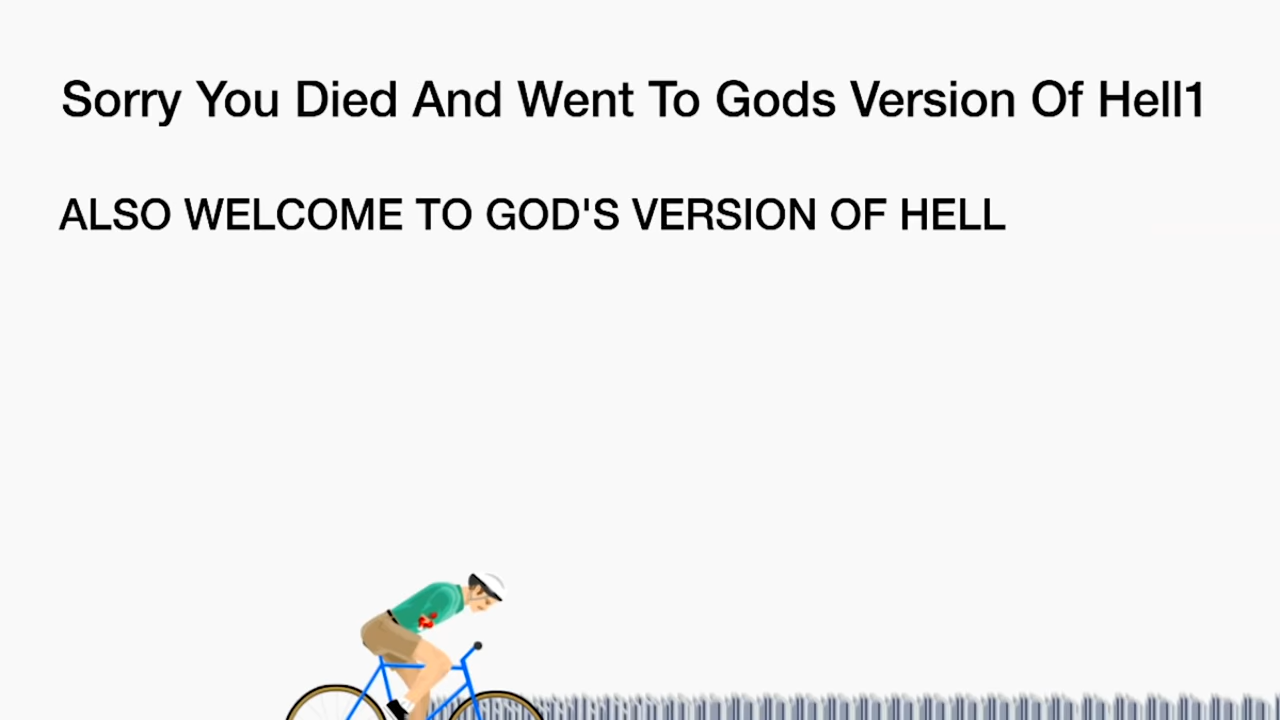 Sorry You Died And Went To Gods Version Of Hell1
ALSO WELCOME TO GOD'S VERSION OF HELL